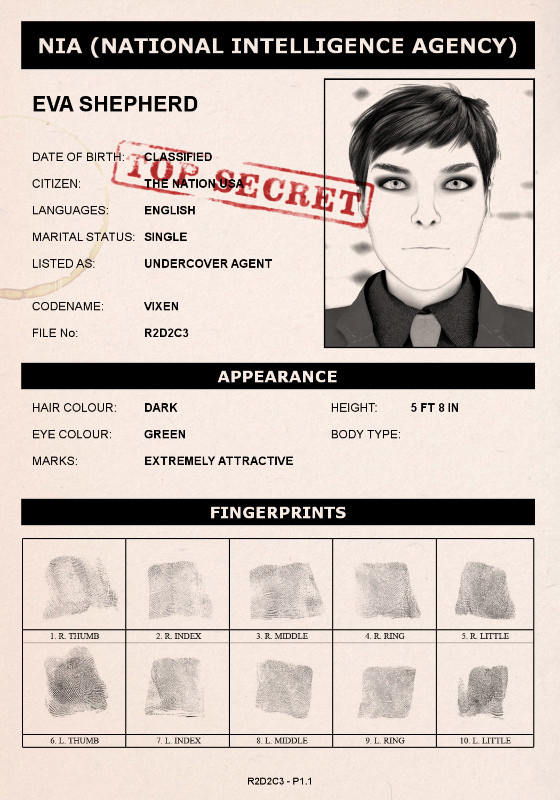 NIA (NATIONAL INTELLIGENCE AGENCY)
EVA SHEPHERD
DATE OF BIRTH: CLASSIFIED
CITIZEN: THE NATION USA
TOP SECRET
LANGUAGES: ENGLISH
MARITAL STATUS: SINGLE
LISTED AS: UNDERCOVER AGENT
CODENAME: VIXEN
FILE No: R2D2C3
APPEARANCE
HAIR COLOUR: DARK HEIGHT: 5 FT 8 IN
EYE COLOUR: GREEN BODY TYPE:
MARKS: EXTREMELY ATTRACTIVE
FINGERPRINTS
1. R. THUMB 2. R. INDEX 3. R. MIDDLE 4. R. RING 5. R. LITTLE
6. L. THUMB 7. L. INDEX 8. L. MIDDLE 9. L. RING 10. L. LITTLE
R2D2C3 - P1.1